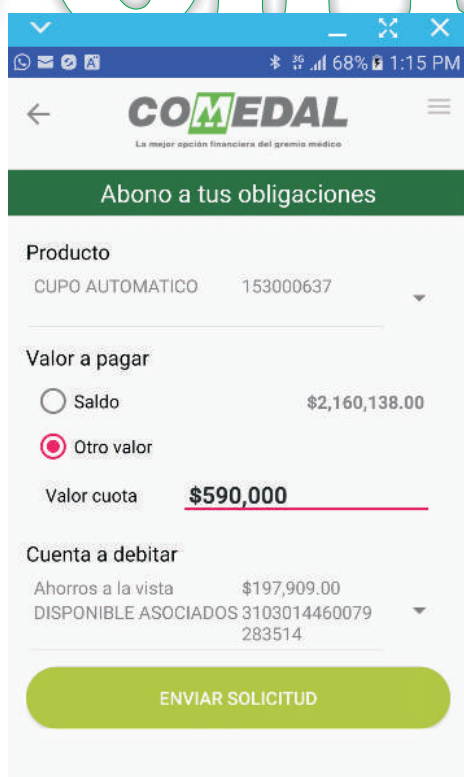 3G 68% 1:15 PM
COMEDAL
La mejor opción financiera del gremio médico
Abono a tus obligaciones
Producto
CUPO AUTOMATICO 153000637
Valor a pagar
Saldo $2,160,138.00
Otro valor
Valor cuota $590,000
Cuenta a debitar
Ahorros a la vista $197,909.00
DISPONIBLE ASOCIADOS 3103014460079
283514
ENVIAR SOLICITUD